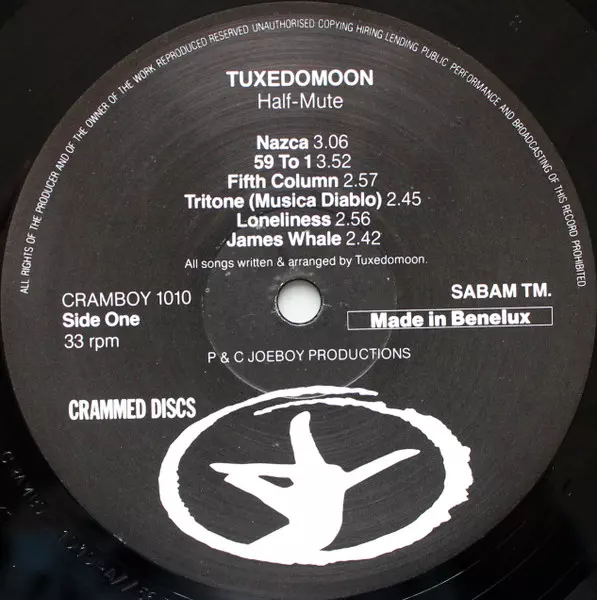 ALL RIGHTS OF THE PRODUCER AND OF THE OWNER OF THE WORK REPRODUCED RESERVED UNAUTHORISED COPYING HIRING LENDING PUBLIC PERFORMANCE AND BROADCASTING OF THIS RECORD PROHIBITED.
TUXEDOMOON
Half-Mute
Nazca 3.06
59 To 1 3.52
Fifth Column 2.57
Tritone (Musica Diablo) 2.45
Loneliness 2.56
James Whale 2.42
All songs written & arranged by Tuxedomoon.
CRAMBOY 1010
SABAM TM.
Side One
Made in Benelux
33 rpm
P & C JOEBOY PRODUCTIONS
CRAMMED DISCS